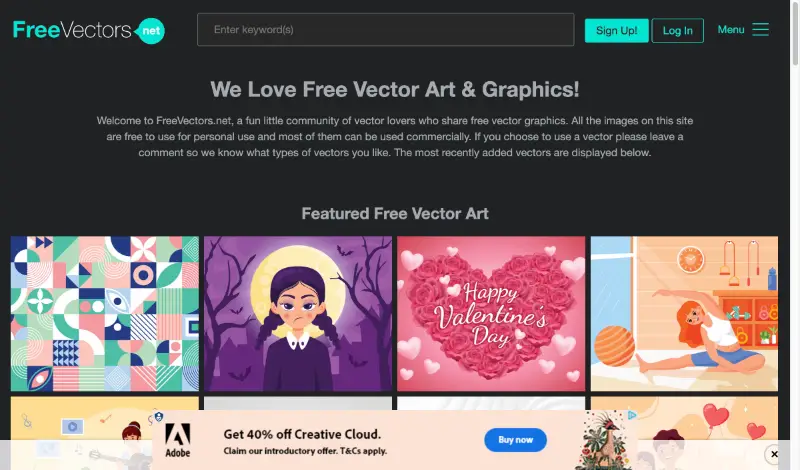 FreeVectors net
Enter keyword(s)
Sign Up!
Log In
Menu
We Love Free Vector Art & Graphics!
Welcome to FreeVectors.net, a fun little community of vector lovers who share free vector graphics. All the images on this site
are free to use for personal use and most of them can be used commercially. If you choose to use a vector please leave a
comment so we know what types of vectors you like. The most recently added vectors are displayed below.
Featured Free Vector Art
Happy
Valentine's
Day
Adobe
Get 40% off Creative Cloud.
Claim our introductory offer. T&Cs apply.
Buy now